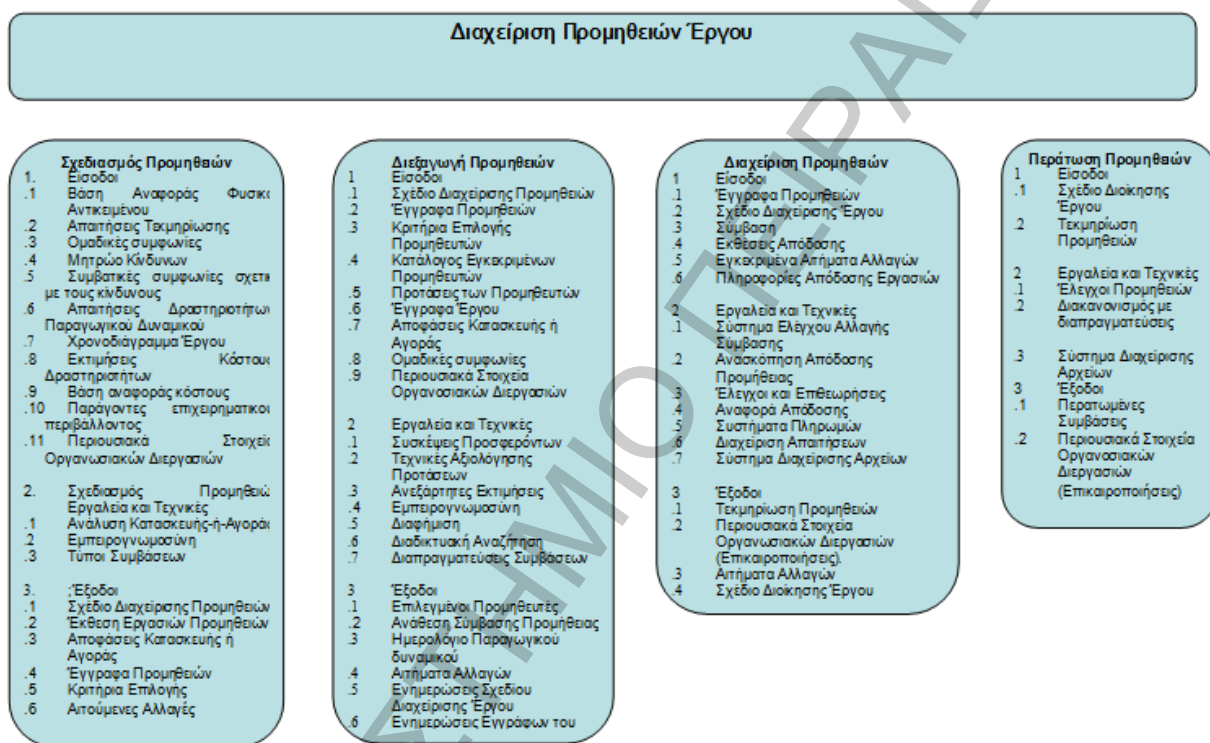 Διαχείριση Προμηθειών Έργου
Σχεδιασμός Προμηθειών
1. Είσοδοι
.1 Βάση Αναφοράς Φυσικο
Αντικειμένου
.2 Απαιτήσεις Τεκμηρίωσης
.3 Ομαδικές συμφωνίες
.4 Μητρώο Κίνδυνων
.5 Συμβατικές συμφωνίες σχετικ
με τους κίνδυνους
.6 Απαιτήσεις Δραστηριοτήτων
Παραγωγικού Δυναμικού
.7 Χρονοδιάγραμμα Έργου
.8 Εκτιμήσεις Κόστους
Δραστηριοτήτων
.9 Βάση αναφοράς κόστους
.10 Παράγοντες επιχειρηματικού
περιβάλλοντος
.11 Περιουσιακά Στοιχεία
Οργανωσιακών Διεργασιών
2. Σχεδιασμός Προμηθειώ
Εργαλεία και Τεχνικές
.1 Ανάλυση Κατασκευής-ή-Αγοράς
.2 Εμπειρογνωμοσύνη
.3 Τύποι Συμβάσεων
3. ;Έξοδοι
.1 Σχέδιο Διαχείρισης Προμηθειών
.2 Έκθεση Εργασιών Προμηθειών
.3 Αποφάσεις Κατασκευής ή
Αγοράς
.4 Έγγραφα Προμηθειών
.5 Κριτήρια Επιλογής
.6 Αιτούμενες Αλλαγές
Διεξαγωγή Προμηθειών
1 Είσοδοι
.1 Σχέδιο Διαχείρισης Προμηθειών
.2 Έγγραφα Προμηθειών
.3 Κριτήρια Επιλογής
Προμηθευτών
.4 Κατάλογος Εγκεκριμένων
Προμηθευτών
.5 Προτάσεις των Προμηθευτών
.6 Έγγραφα Έργου
.7 Αποφάσεις Κατασκευής ή
Αγοράς
.8 Ομαδικές συμφωνίες
.9 Περιουσιακά Στοιχεία
Οργανοσιακών Διεργασιών
2 Εργαλεία και Τεχνικές
.1 Συσκέψεις Προσφερόντων
.2 Τεχνικές Αξιολόγησης
Προτάσεων
.3 Ανεξάρτητες Εκτιμήσεις
.4 Εμπειρογνωμοσύνη
.5 Διαφήμιση
.6 Διαδικτυακή Αναζήτηση
.7 Διαπραγματεύσεις Συμβάσεων
3 Έξοδοι
.1 Επιλεγμένοι Προμηθευτές
.2 Ανάθεση Σύμβασης Προμήθειας
.3 Ημερολόγιο Παραγωγικού
δυναμικού
.4 Αιτήματα Αλλαγών
.5 Ενημερώσεις Σχεδίου
Διαχείρισης Έργου
.6 Ενημερώσεις Εγγράφων του
Διαχείριση Προμηθειών
1 Είσοδοι
.1 Έγγραφα Προμηθειών
.2 Σχέδιο Διαχείρισης Έργου
.3 Σύμβαση
.4 Εκθέσεις Απόδοσης
.5 Εγκεκριμένα Αιτήματα Αλλαγών
.6 Πληροφορίες Απόδοσης Εργασιών
2 Εργαλεία και Τεχνικές
.1 Σύστημα Ελέγχου Αλλαγής
Σύμβασης
.2 Ανασκόπηση Απόδοσης
Προμήθειας
.3 Έλεγχοι και Επιθεωρήσεις
.4 Αναφορά Απόδοσης
.5 Συστήματα Πληρωμών
.6 Διαχείριση Απαιτήσεων
.7 Σύστημα Διαχείρισης Αρχείων
3 Έξοδοι
.1 Τεκμηρίωση Προμηθειών
.2 Περιουσιακά Στοιχεία
Οργανωσιακών Διεργασιών
(Επικαιροποιήσεις).
.3 Αιτήματα Αλλαγών
.4 Σχέδιο Διοίκησης Έργου
Περάτωση Προμηθειών
1 Είσοδοι
.1 Σχέδιο Διοίκησης
Έργου
.2 Τεκμηρίωση
Προμηθειών
2 Εργαλεία και Τεχνικές
.1 Έλεγχοι Προμηθειών
.2 Διακανονισμός με
διαπραγματεύσεις
.3 Σύστημα Διαχείρισης
Αρχείων
3 Έξοδοι
.1 Περατωμένες
Συμβάσεις
.2 Περιουσιακά Στοιχεία
Οργανοσιακών
Διεργασιών
(Επικαιροποιήσεις)